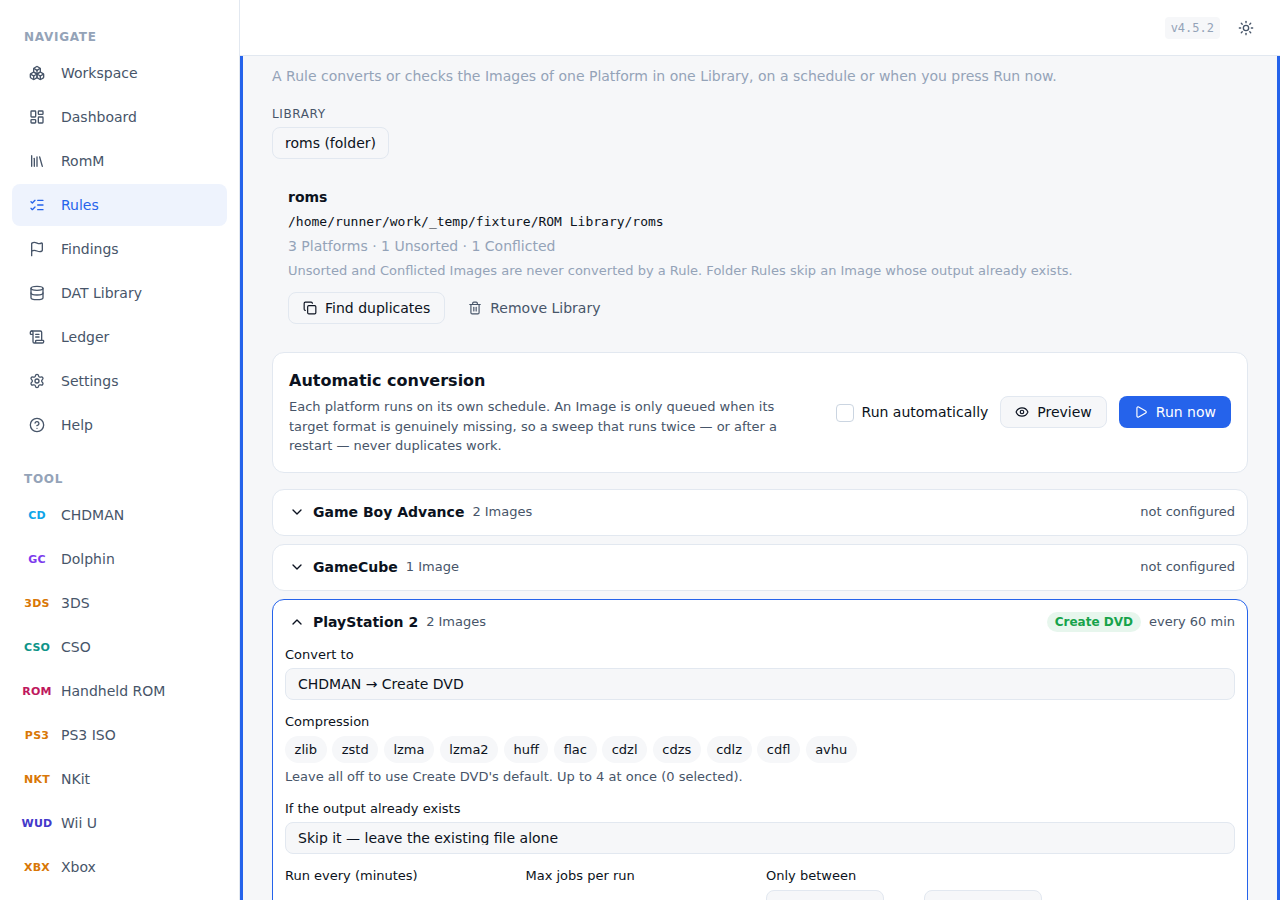 NAVIGATE
Workspace
Dashboard
RomM
Rules
Findings
DAT Library
Ledger
Settings
Help
TOOL
CD CHDMAN
GC Dolphin
3DS 3DS
CSO CSO
ROM Handheld ROM
PS3 PS3 ISO
NKT NKit
WUD Wii U
XBX Xbox
v4.5.2
A Rule converts or checks the Images of one Platform in one Library, on a schedule or when you press Run now.
LIBRARY
roms (folder)
roms
/home/runner/work/_temp/fixture/ROM Library/roms
3 Platforms · 1 Unsorted · 1 Conflicted
Unsorted and Conflicted Images are never converted by a Rule. Folder Rules skip an Image whose output already exists.
Find duplicates Remove Library
Automatic conversion
Each platform runs on its own schedule. An Image is only queued when its
target format is genuinely missing, so a sweep that runs twice — or after a
restart — never duplicates work.
Run automatically Preview Run now
Game Boy Advance 2 Images not configured
GameCube 1 Image not configured
PlayStation 2 2 Images Create DVD every 60 min
Convert to
CHDMAN → Create DVD
Compression
zlib zstd lzma lzma2 huff flac cdzl cdzs cdlz cdfl avhu
Leave all off to use Create DVD's default. Up to 4 at once (0 selected).
If the output already exists
Skip it — leave the existing file alone
Run every (minutes) Max jobs per run Only between